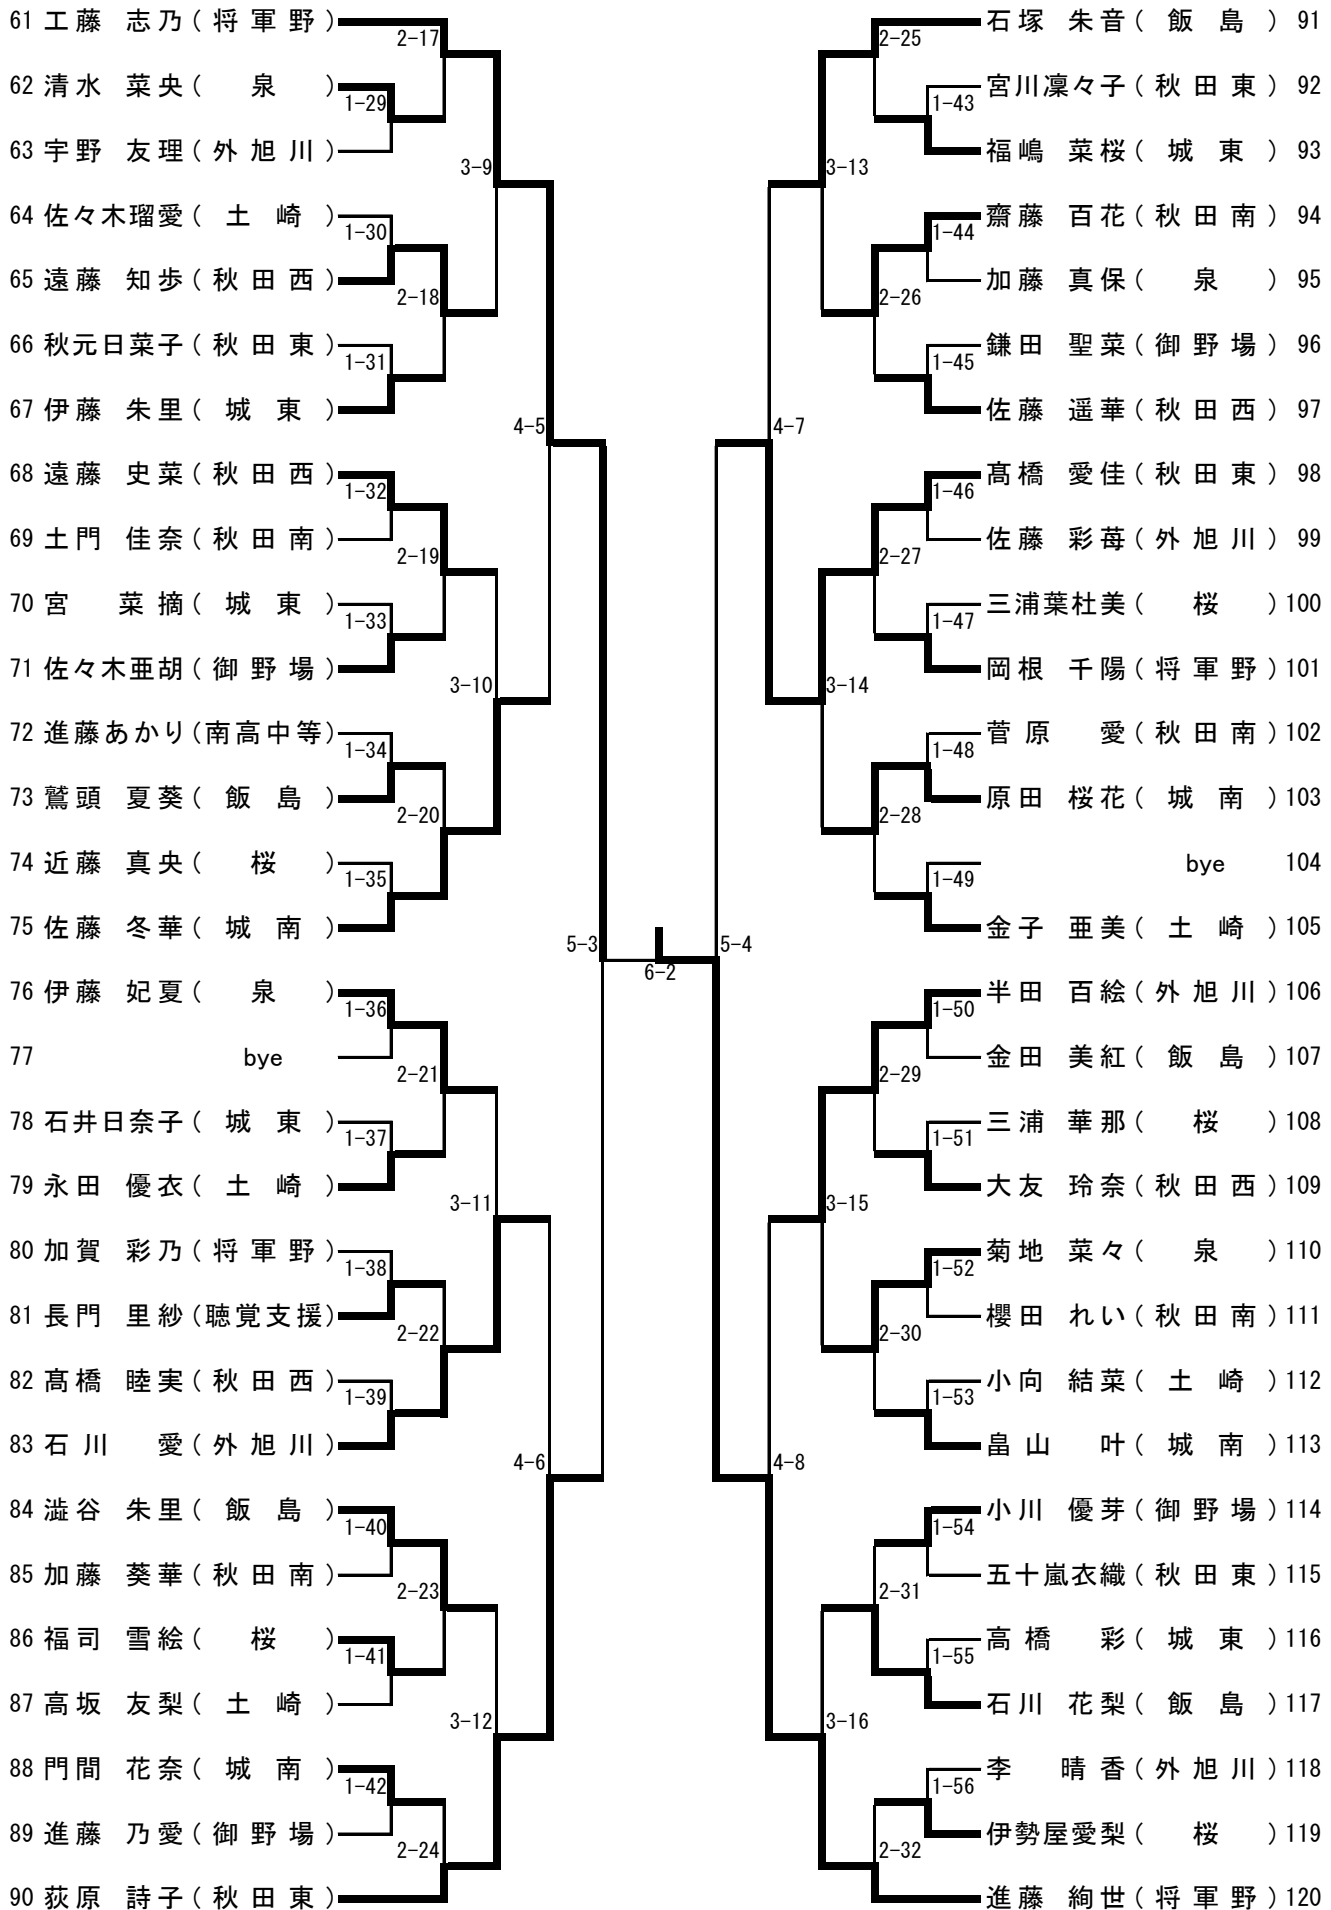 61 工藤 志乃(将軍野)
2-17
62 清水 菜央(泉)
1-29
63 宇野 友理(外旭川)
3-9
64 佐々木瑠愛(土崎)
1-30
65 遠藤 知歩(秋田西)
2-18
66 秋元日菜子(秋田東)
1-31
67 伊藤 朱里(城東)
4-5
68 遠藤 史菜(秋田西)
1-32
69 土門 佳奈(秋田南)
2-19
70 宮 菜摘(城東)
1-33
71 佐々木亜胡(御野場)
3-10
72 進藤あかり(南高中等)
1-34
73 鷲頭 夏葵(飯島)
2-20
74 近藤 真央(桜)
1-35
75 佐藤 冬華(城南)
5-3
76 伊藤 妃夏(泉)
1-36
77 bye
2-21
78 石井日奈子(城東)
1-37
79 永田 優衣(土崎)
3-11
80 加賀 彩乃(将軍野)
1-38
81 長門 里紗(聴覚支援)
2-22
82 髙橋 睦実(秋田西)
1-39
83 石川 愛(外旭川)
4-6
84 澁谷 朱里(飯島)
1-40
85 加藤 葵華(秋田南)
2-23
86 福司 雪絵(桜)
1-41
87 高坂 友梨(土崎)
3-12
88 門間 花奈(城南)
1-42
89 進藤 乃愛(御野場)
2-24
90 荻原 詩子(秋田東)
6-2
石塚 朱音(飯島) 91
2-25
宮川凜々子(秋田東) 92
1-43
福嶋 菜桜(城東) 93
3-13
齋藤 百花(秋田南) 94
1-44
加藤 真保(泉) 95
2-26
鎌田 聖菜(御野場) 96
1-45
佐藤 遥華(秋田西) 97
4-7
髙橋 愛佳(秋田東) 98
1-46
佐藤 彩苺(外旭川) 99
2-27
三浦葉杜美(桜) 100
1-47
岡根 千陽(将軍野) 101
3-14
菅原 愛(秋田南) 102
1-48
原田 桜花(城南) 103
2-28
bye 104
1-49
金子 亜美(土崎) 105
5-4
半田 百絵(外旭川) 106
1-50
金田 美紅(飯島) 107
2-29
三浦 華那(桜) 108
1-51
大友 玲奈(秋田西) 109
3-15
菊地 菜々(泉) 110
1-52
櫻田 れい(秋田南) 111
2-30
小向 結菜(土崎) 112
1-53
畠山 叶(城南) 113
4-8
小川 優芽(御野場) 114
1-54
五十嵐衣織(秋田東) 115
2-31
高橋 彩(城東) 116
1-55
石川 花梨(飯島) 117
3-16
李 晴香(外旭川) 118
1-56
伊勢屋愛梨(桜) 119
2-32
進藤 絢世(将軍野) 120